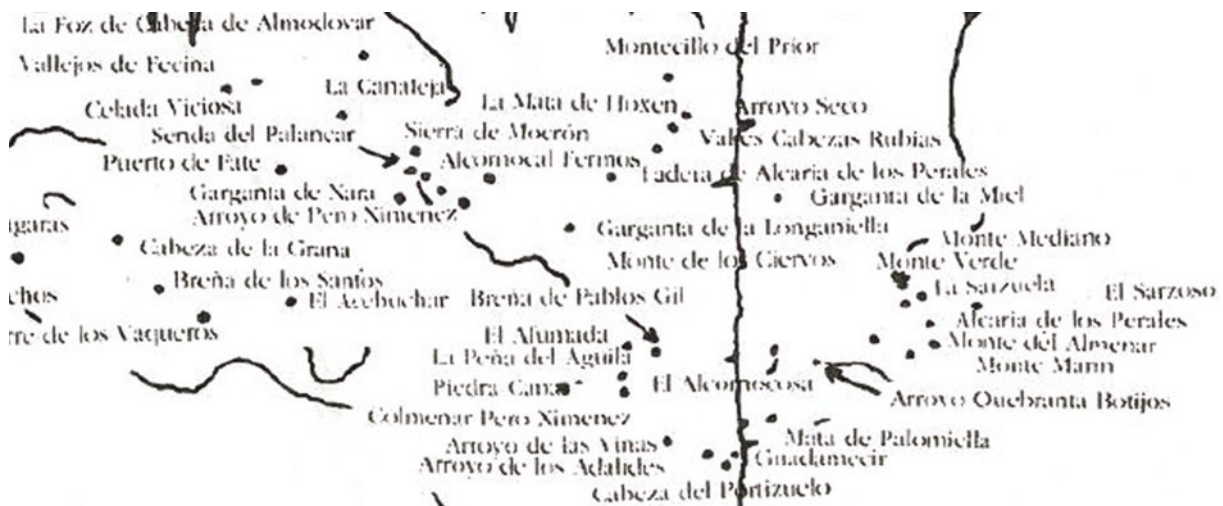 La Foz de Cabeza de Almodovar
Montecillo del Prior
Vallejos de Fecina
La Canaleja
La Mata de Hoxen
Arroyo Seco
Celada Viciosa
Senda del Palancar
Sierra de Mocrón
Valles Cabezas Rubias
Puerto de Fate
Alcornocal Fermos
Ladera de Alcaria de los Perales
Garganta de Nara
Garganta de la Miel
Arroyo de Pero Ximenez
garas
Garganta de la Longaniella
Monte Mediano
Cabeza de la Grana
Monte de los Ciervos
Monte Verde
Breña de los Santos
La Sarzuela
El Sarzoso
chos
El Acebuchar
Breña de Pablos Gil
Alcaria de los Perales
rre de los Vaqueros
El Afumada
Monte del Almenar
La Peña del Aguila
Monte Marin
Piedra Cana
El Alcornocosa
Arroyo Quebranta Botijos
Colmenar Pero Ximenez
Arroyo de las Vinas
Mata de Palomiella
Arroyo de los Adalides
Guadamecir
Cabeza del Portizuelo